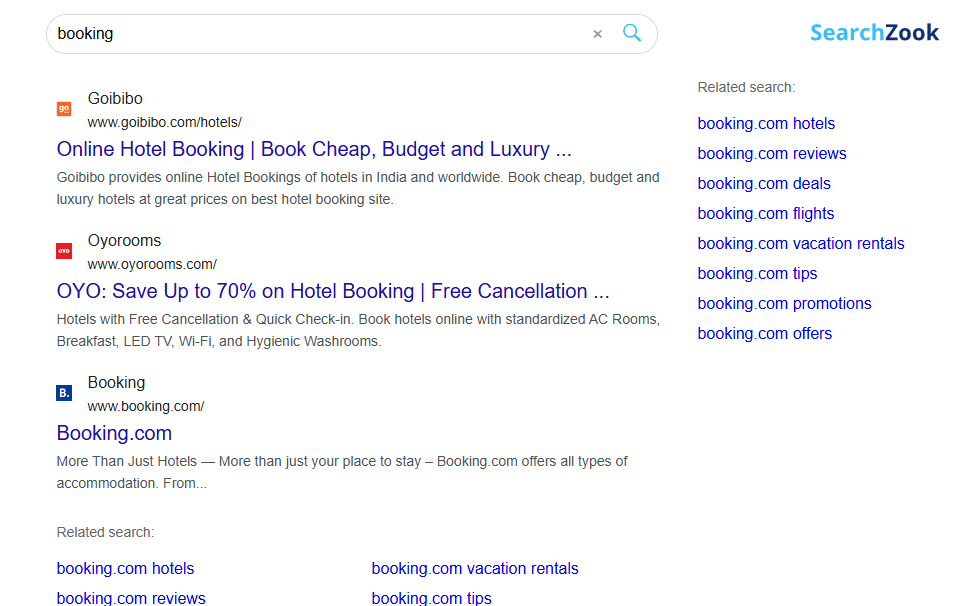 booking
SearchZook
go
Goibibo
www.goibibo.com/hotels/
Online Hotel Booking | Book Cheap, Budget and Luxury ...
Goibibo provides online Hotel Bookings of hotels in India and worldwide. Book cheap, budget and
luxury hotels at great prices on best hotel booking site.
OYO
Oyorooms
www.oyorooms.com/
OYO: Save Up to 70% on Hotel Booking | Free Cancellation ...
Hotels with Free Cancellation & Quick Check-in. Book hotels online with standardized AC Rooms,
Breakfast, LED TV, Wi-Fi, and Hygienic Washrooms.
B.
Booking
www.booking.com/
Booking.com
More Than Just Hotels — More than just your place to stay – Booking.com offers all types of
accommodation. From...
Related search:
booking.com hotels
booking.com vacation rentals
booking.com reviews
booking.com tips
Related search:
booking.com hotels
booking.com reviews
booking.com deals
booking.com flights
booking.com vacation rentals
booking.com tips
booking.com promotions
booking.com offers